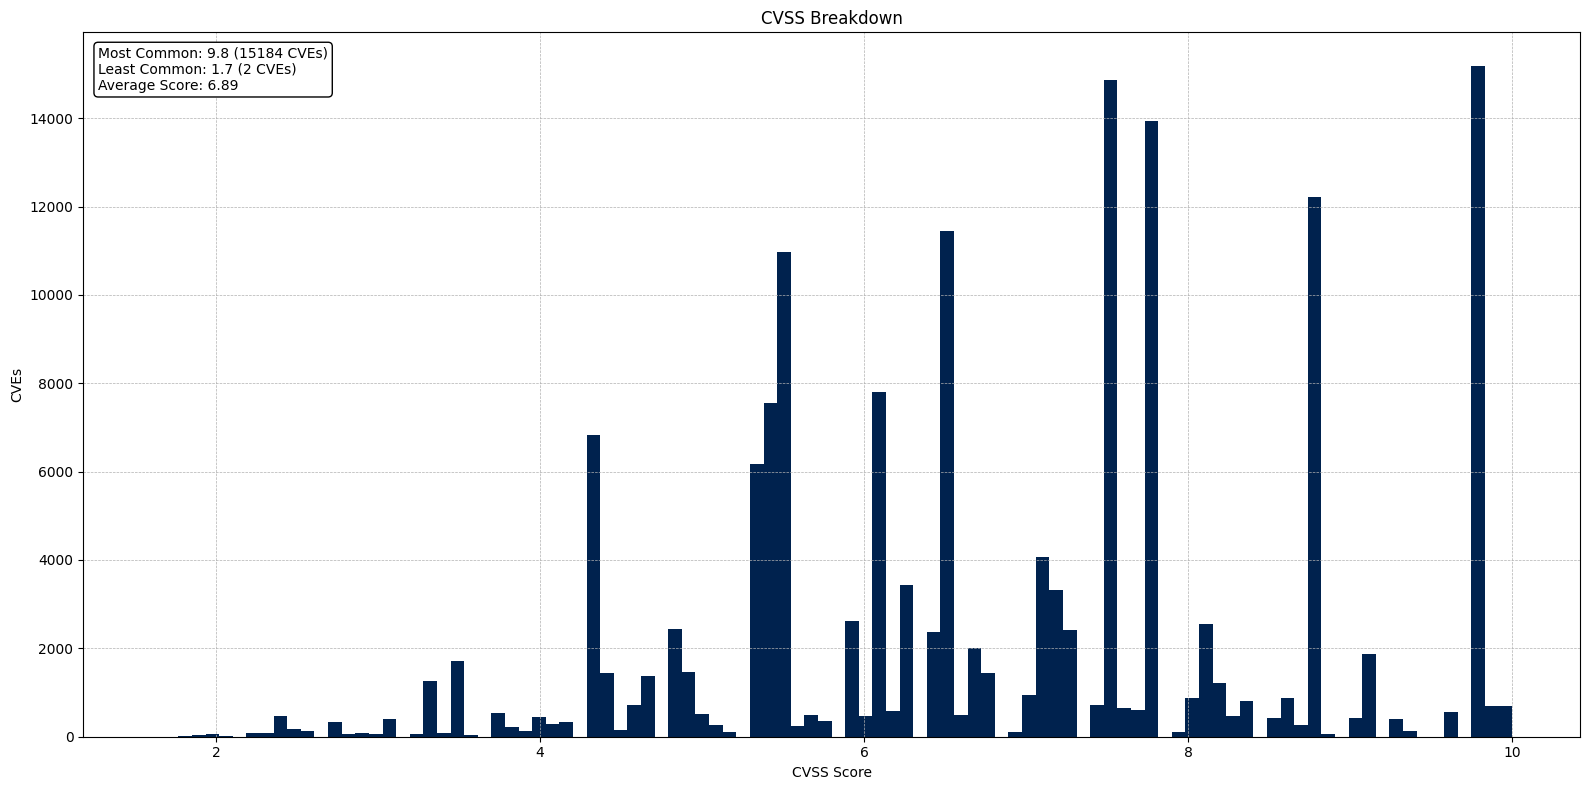 CVSS Breakdown
Most Common: 9.8 (15184 CVEs)
Least Common: 1.7 (2 CVEs)
Average Score: 6.89
14000
12000
10000
8000
6000
4000
2000
0
CVEs
2 4 6 8 10
CVSS Score